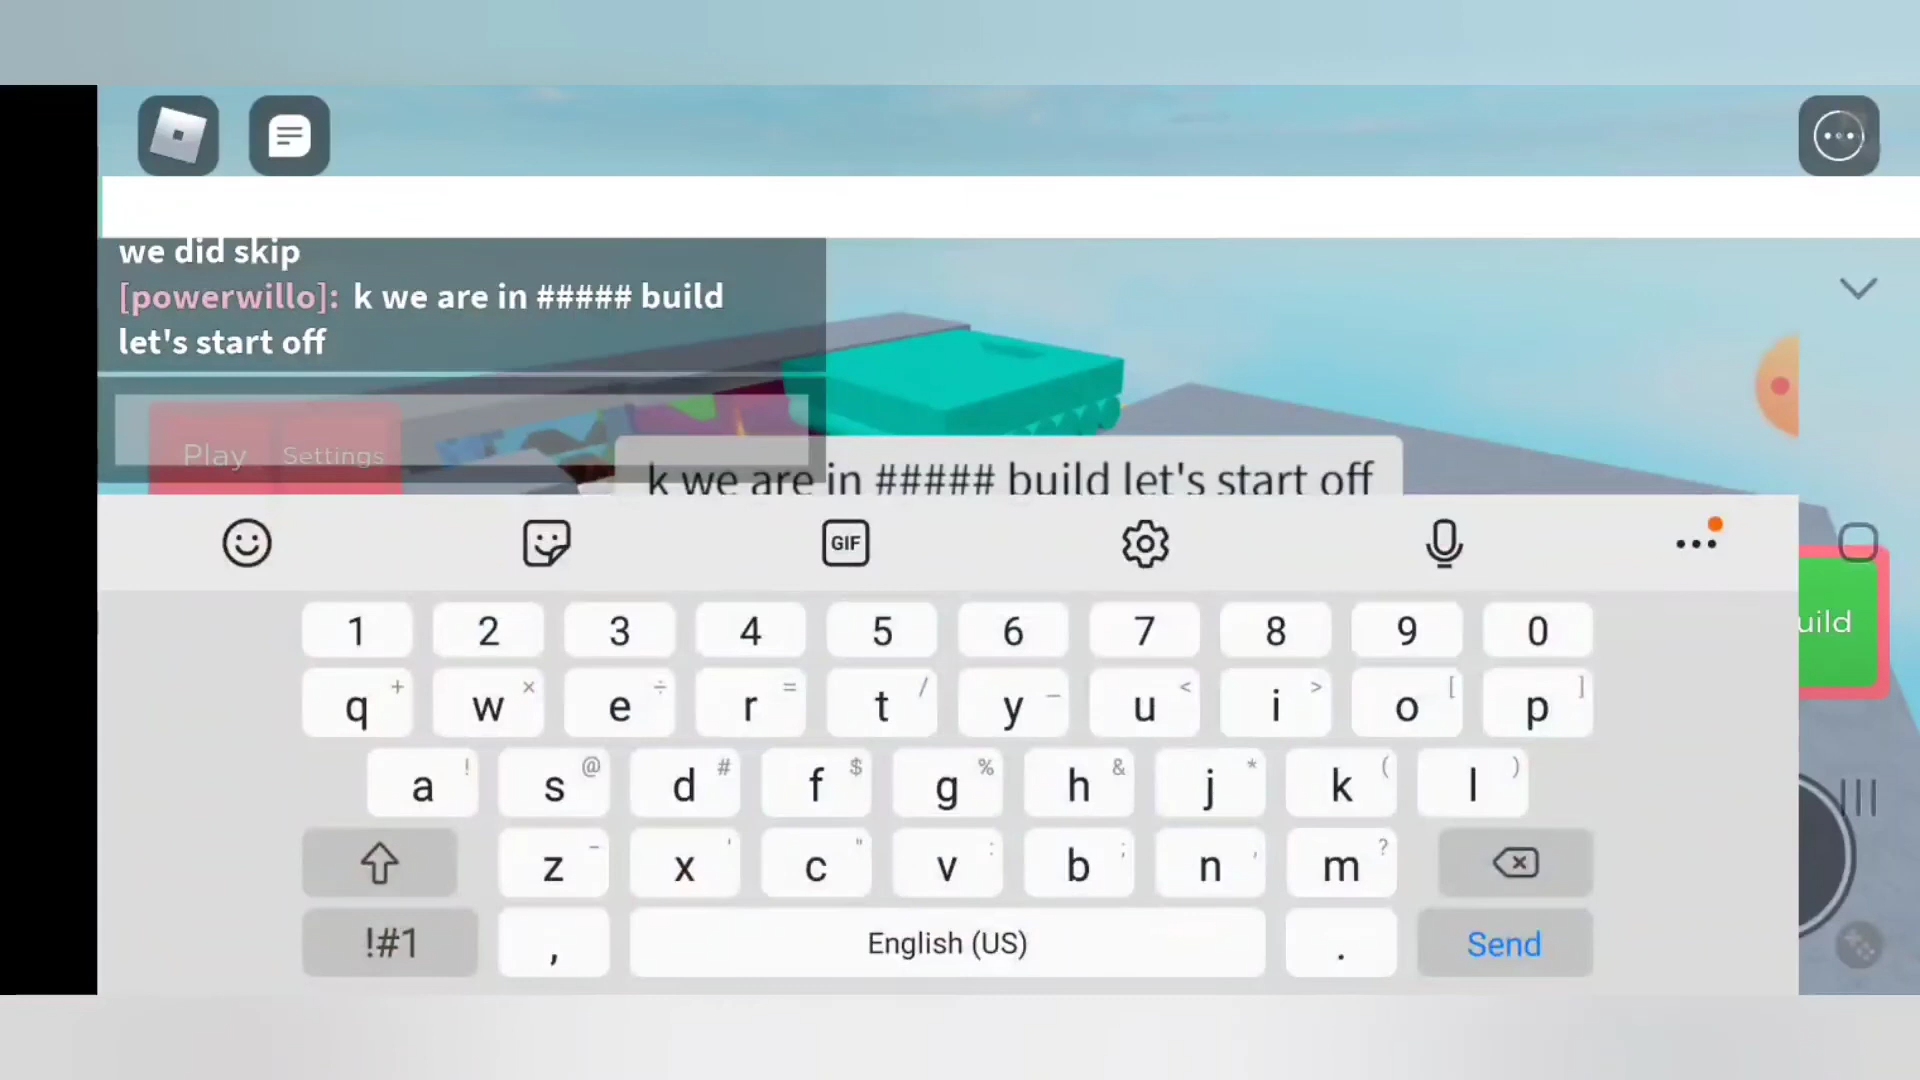 we did skip
[powerwillo]: k we are in ##### build
let's start off
Play Settings
k we are in ##### build let's start off
GIF
1 2 3 4 5 6 7 8 9 0
q + w × e ÷ r = t / y _ u < i > o [ p ]
a ! s @ d # f $ g % h & j * k ( l )
z - x ' c " v : b ; n , m ?
!#1 , English (US) . Send
uild